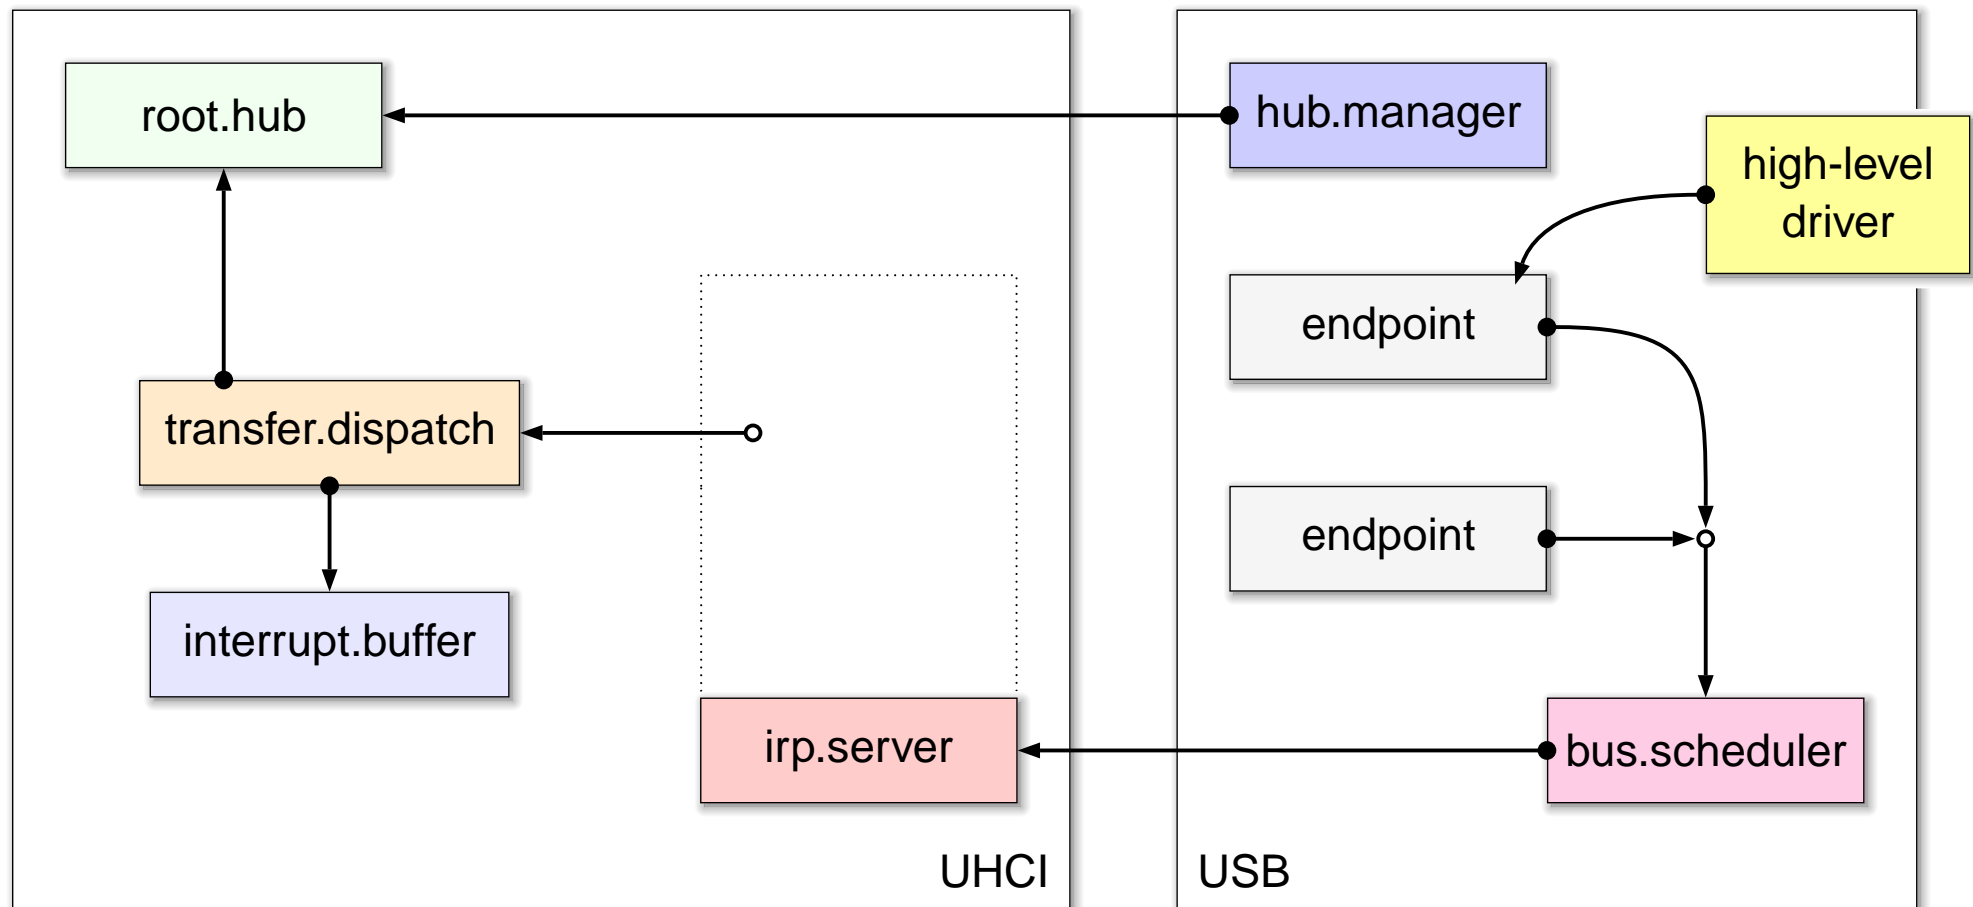 root.hub
hub.manager
high-level
driver
endpoint
transfer.dispatch
endpoint
interrupt.buffer
irp.server
bus.scheduler
UHCI
USB